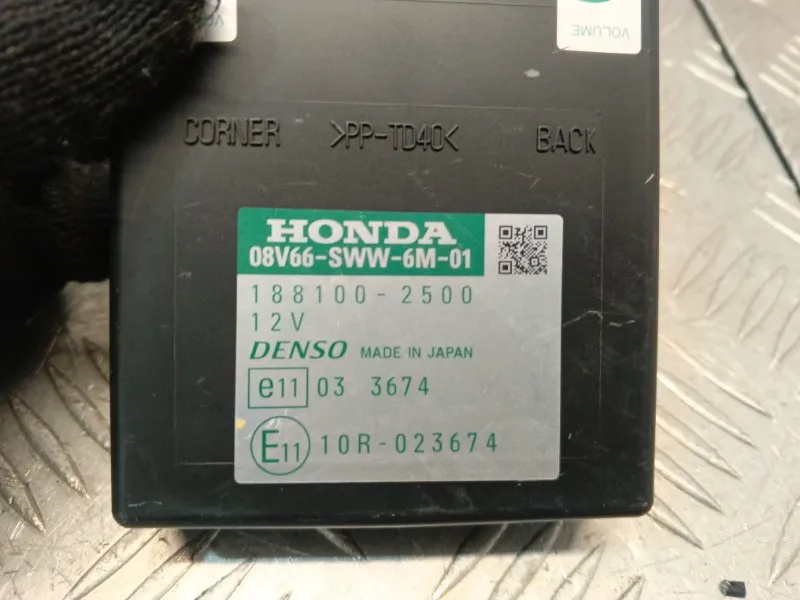 VOLUME
CORNER >PP-TD40< BACK
HONDA
08V66-SWW-6M-01
188100-2500
12V
DENSO MADE IN JAPAN
e11 03 3674
E11 10R-023674